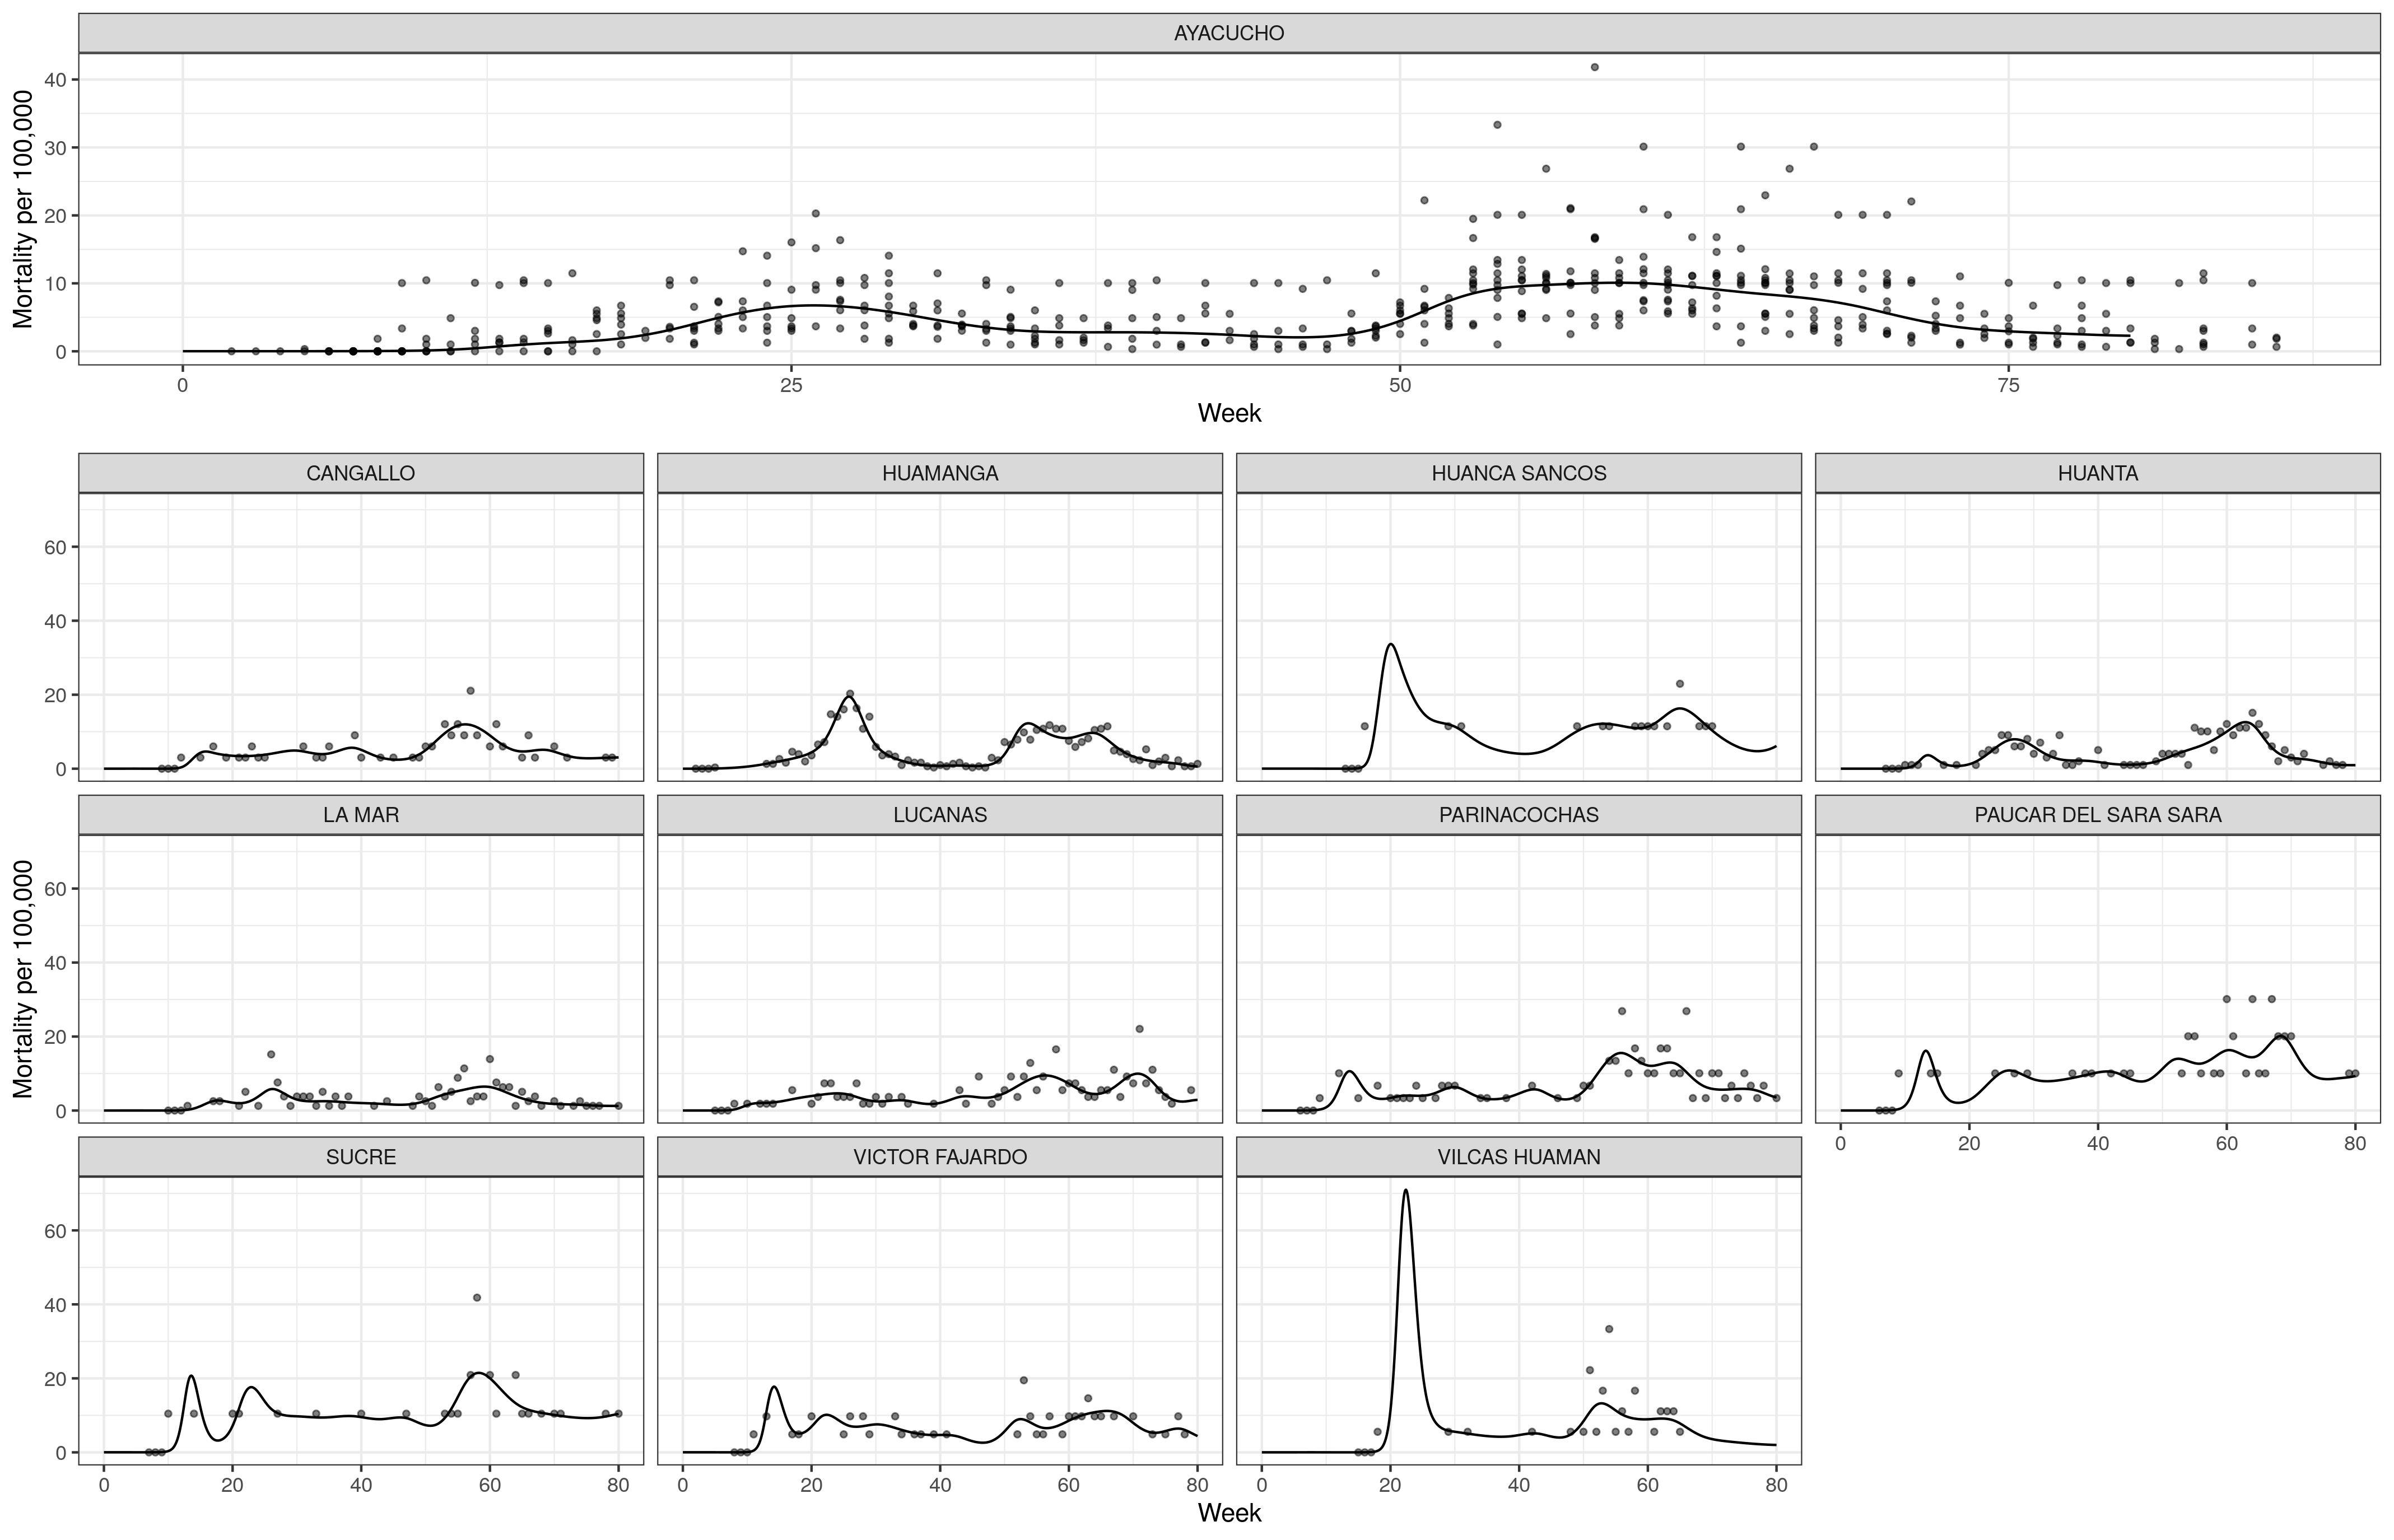 AYACUCHO
40
30
20
10
0
Mortality per 100,000
0 25 50 75
Week
CANGALLO HUAMANGA HUANCA SANCOS HUANTA
60
40
20
0
LA MAR LUCANAS PARINACOCHAS PAUCAR DEL SARA SARA
60
40
20
0
Mortality per 100,000
0 20 40 60 80
SUCRE VICTOR FAJARDO VILCAS HUAMAN
60
40
20
0
0 20 40 60 80 0 20 40 60 80 0 20 40 60 80
Week